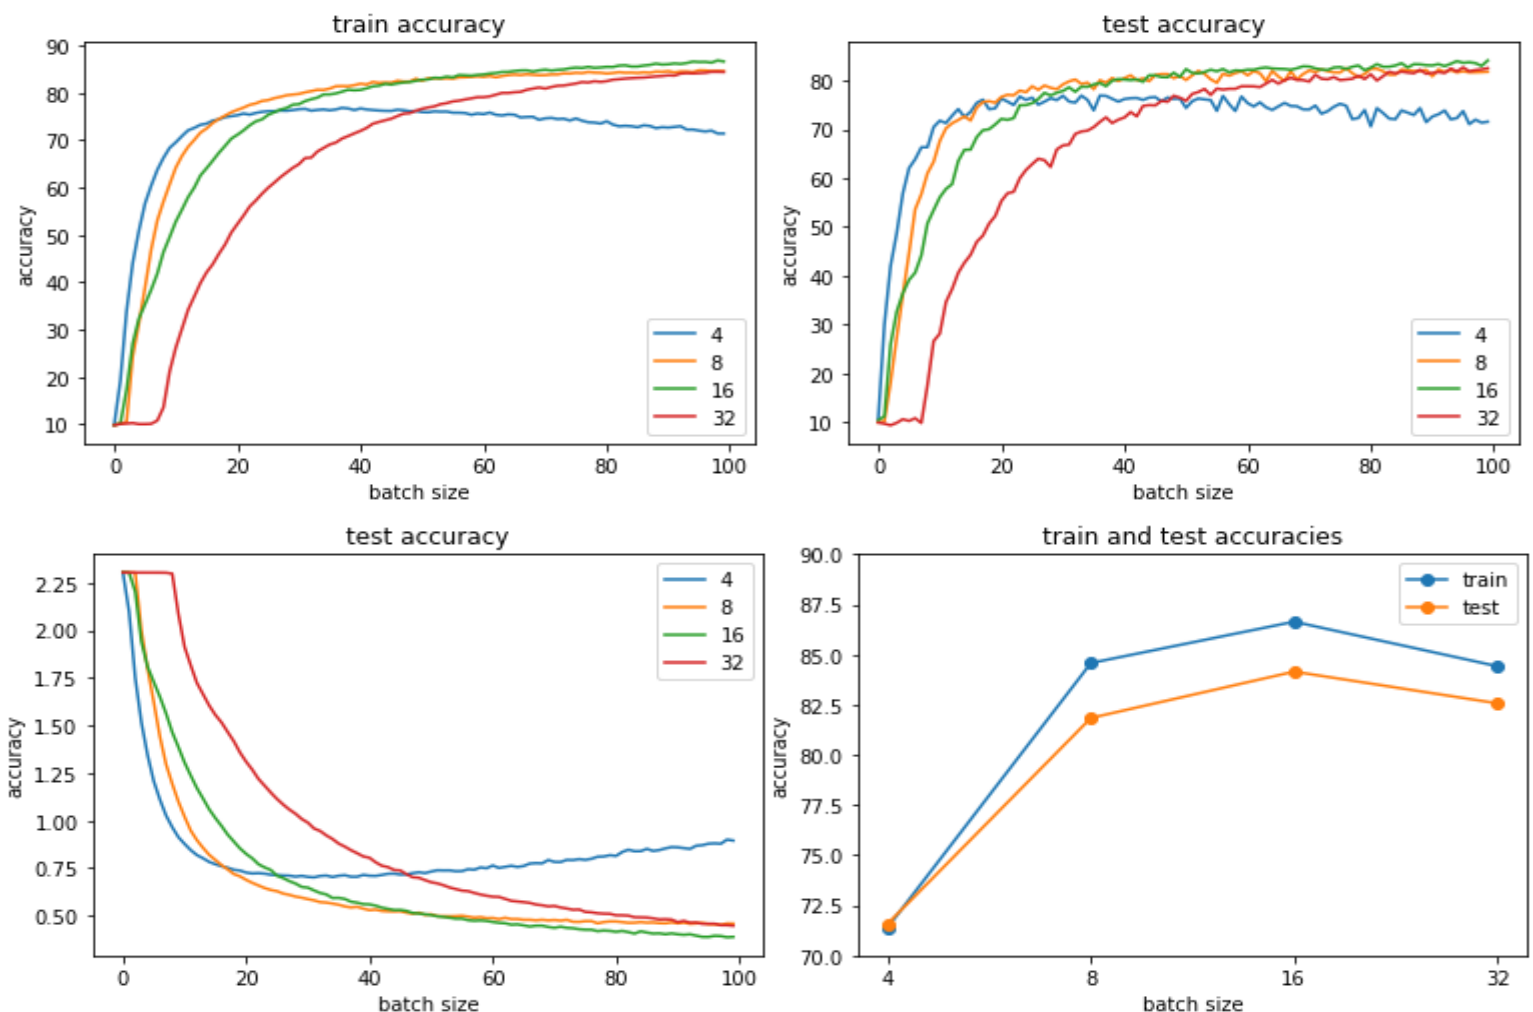 train accuracy
accuracy
90
80
70
60
50
40
30
20
10
0 20 40 60 80 100
batch size
4
8
16
32
test accuracy
accuracy
80
70
60
50
40
30
20
10
0 20 40 60 80 100
batch size
4
8
16
32
test accuracy
accuracy
2.25
2.00
1.75
1.50
1.25
1.00
0.75
0.50
0 20 40 60 80 100
batch size
4
8
16
32
train and test accuracies
accuracy
90.0
87.5
85.0
82.5
80.0
77.5
75.0
72.5
70.0
4 8 16 32
batch size
train
test